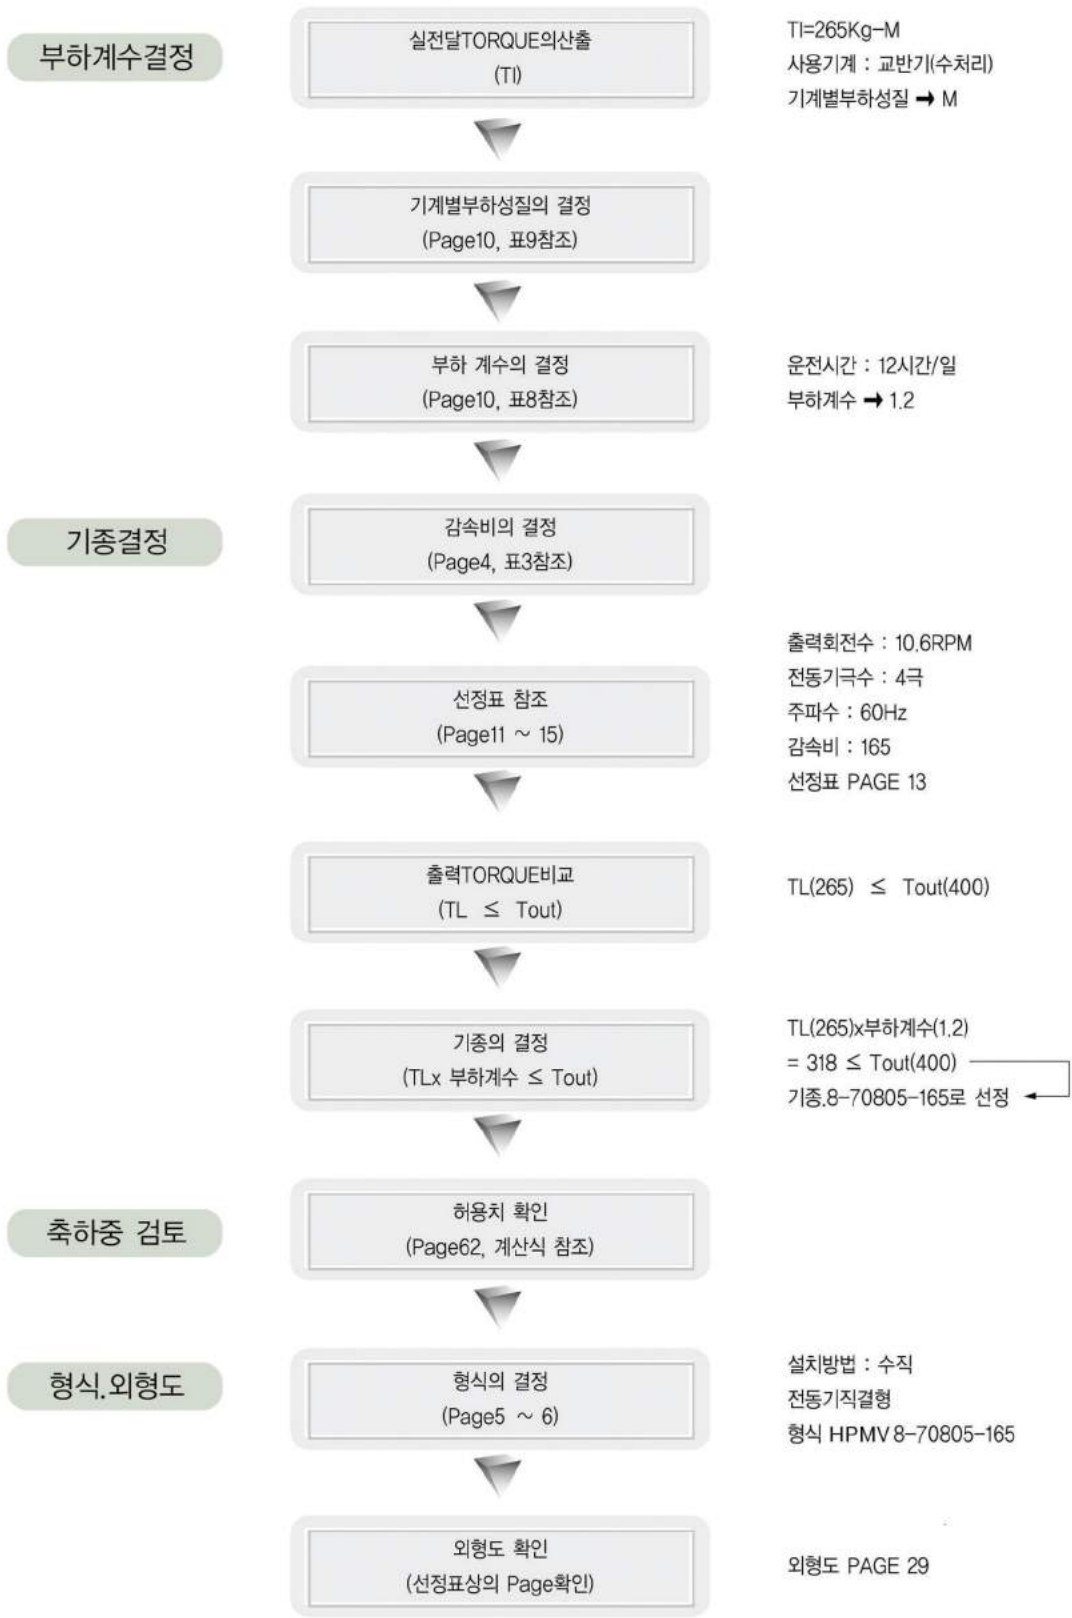 부하계수결정
실전달TORQUE의산출
(TI)
TI=265Kg-M
사용기계 : 교반기(수처리)
기계별부하성질 ➡ M
기계별부하성질의 결정
(Page10, 표9참조)
부하 계수의 결정
(Page10, 표8참조)
운전시간 : 12시간/일
부하계수 ➡ 1.2
기종결정
감속비의 결정
(Page4, 표3참조)
선정표 참조
(Page11 ~ 15)
출력회전수 : 10.6RPM
전동기극수 : 4극
주파수 : 60Hz
감속비 : 165
선정표 PAGE 13
출력TORQUE비교
(TL ≤ Tout)
TL(265) ≤ Tout(400)
기종의 결정
(TLx 부하계수 ≤ Tout)
TL(265)x부하계수(1.2)
= 318 ≤ Tout(400)
기종.8-70805-165로 선정
축하중 검토
허용치 확인
(Page62, 계산식 참조)
형식.외형도
형식의 결정
(Page5 ~ 6)
설치방법 : 수직
전동기직결형
형식 HPMV 8-70805-165
외형도 확인
(선정표상의 Page확인)
외형도 PAGE 29